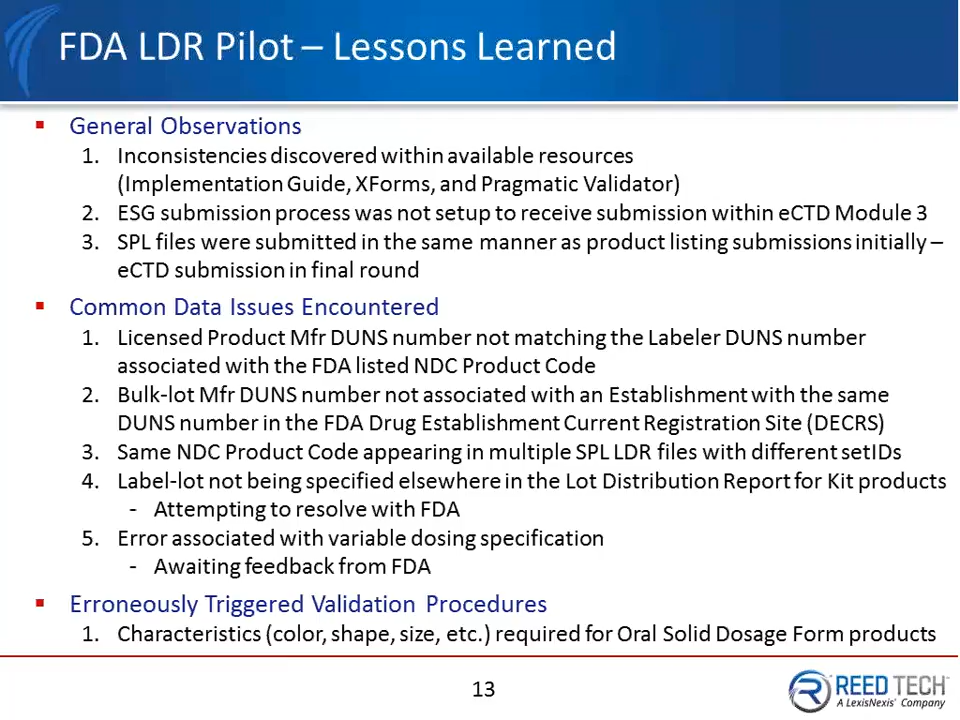 FDA LDR Pilot – Lessons Learned
▪ General Observations
1. Inconsistencies discovered within available resources
(Implementation Guide, XForms, and Pragmatic Validator)
2. ESG submission process was not setup to receive submission within eCTD Module 3
3. SPL files were submitted in the same manner as product listing submissions initially –
eCTD submission in final round
▪ Common Data Issues Encountered
1. Licensed Product Mfr DUNS number not matching the Labeler DUNS number
associated with the FDA listed NDC Product Code
2. Bulk-lot Mfr DUNS number not associated with an Establishment with the same
DUNS number in the FDA Drug Establishment Current Registration Site (DECRS)
3. Same NDC Product Code appearing in multiple SPL LDR files with different setIDs
4. Label-lot not being specified elsewhere in the Lot Distribution Report for Kit products
- Attempting to resolve with FDA
5. Error associated with variable dosing specification
- Awaiting feedback from FDA
▪ Erroneously Triggered Validation Procedures
1. Characteristics (color, shape, size, etc.) required for Oral Solid Dosage Form products
13
REED TECH™
A LexisNexis® Company